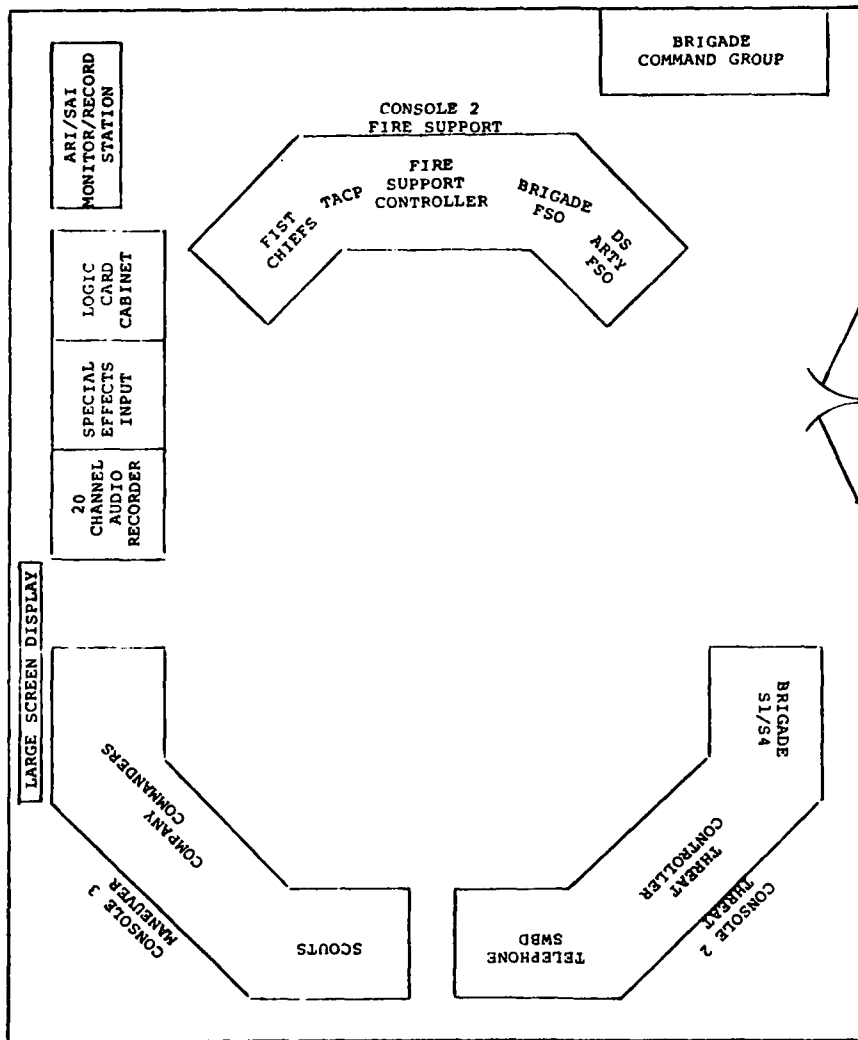 BRIGADE
COMMAND GROUP
ARI/SAI
MONITOR/RECORD
STATION
CONSOLE 2
FIRE SUPPORT
FIST
CHIEFS
TACP
FIRE
SUPPORT
CONTROLLER
BRIGADE
FSO
DS
ARTY
FSO
LOGIC
CARD
CABINET
SPECIAL
EFFECTS
INPUT
20
CHANNEL
AUDIO
RECORDER
LARGE SCREEN DISPLAY
COMPANY
COMMANDERS
CONSOLE 3
MANEUVER
SCOUTS
BRIGADE
S1/S4
THREAT
CONTROLLER
CONSOLE 2
THREAT
TELEPHONE
SWBD